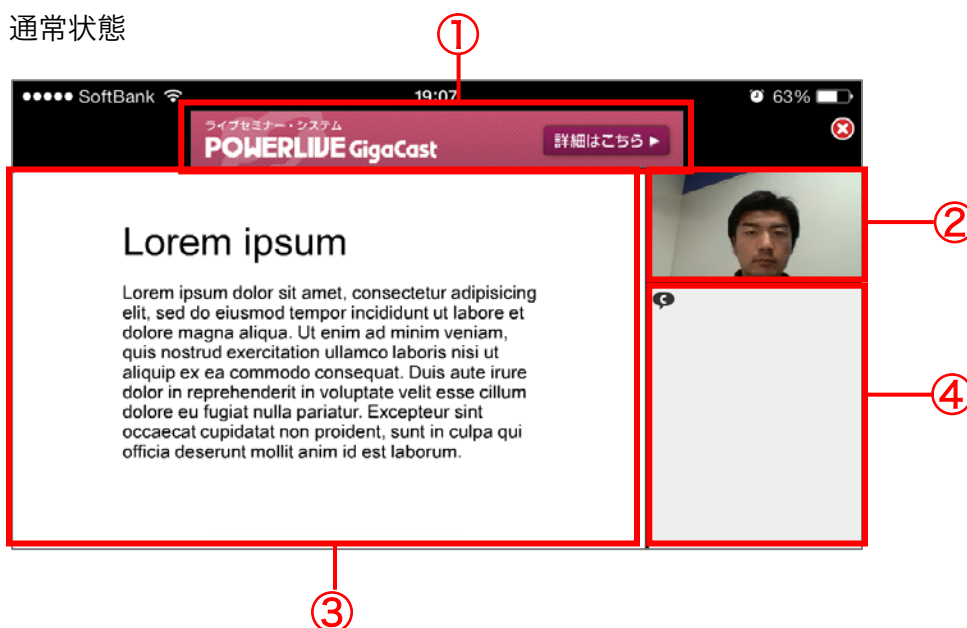 通常状態
①
●●●●● SoftBank 19:07 63%
ライブセミナー・システム
POWERLIVE GigaCast
詳細はこちら ▶
②
Lorem ipsum
Lorem ipsum dolor sit amet, consectetur adipisicing
elit, sed do eiusmod tempor incididunt ut labore et
dolore magna aliqua. Ut enim ad minim veniam,
quis nostrud exercitation ullamco laboris nisi ut
aliquip ex ea commodo consequat. Duis aute irure
dolor in reprehenderit in voluptate velit esse cillum
dolore eu fugiat nulla pariatur. Excepteur sint
occaecat cupidatat non proident, sunt in culpa qui
officia deserunt mollit anim id est laborum.
C
④
③